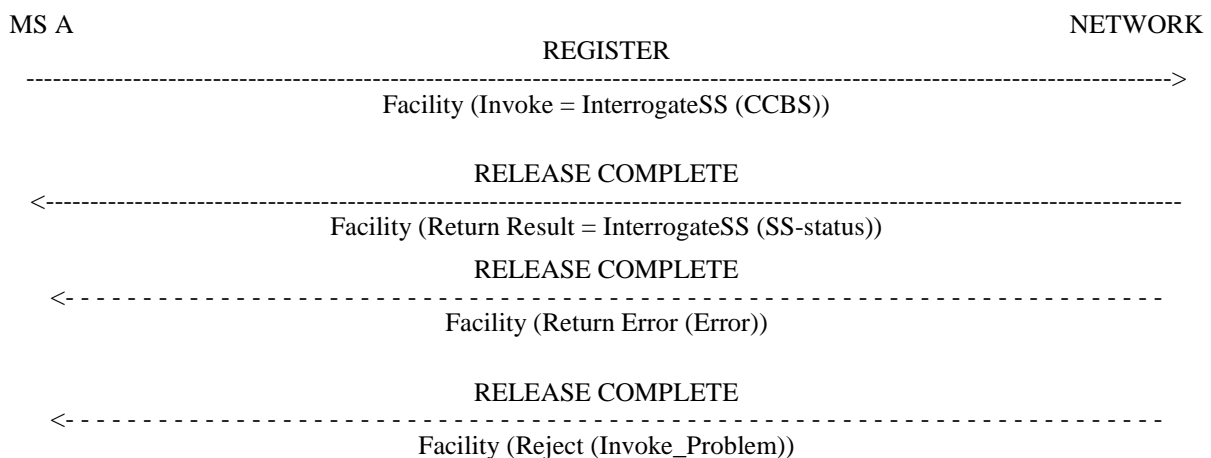 MS A NETWORK
REGISTER
Facility (Invoke = InterrogateSS (CCBS))
RELEASE COMPLETE
Facility (Return Result = InterrogateSS (SS-status))
RELEASE COMPLETE
Facility (Return Error (Error))
RELEASE COMPLETE
Facility (Reject (Invoke_Problem))